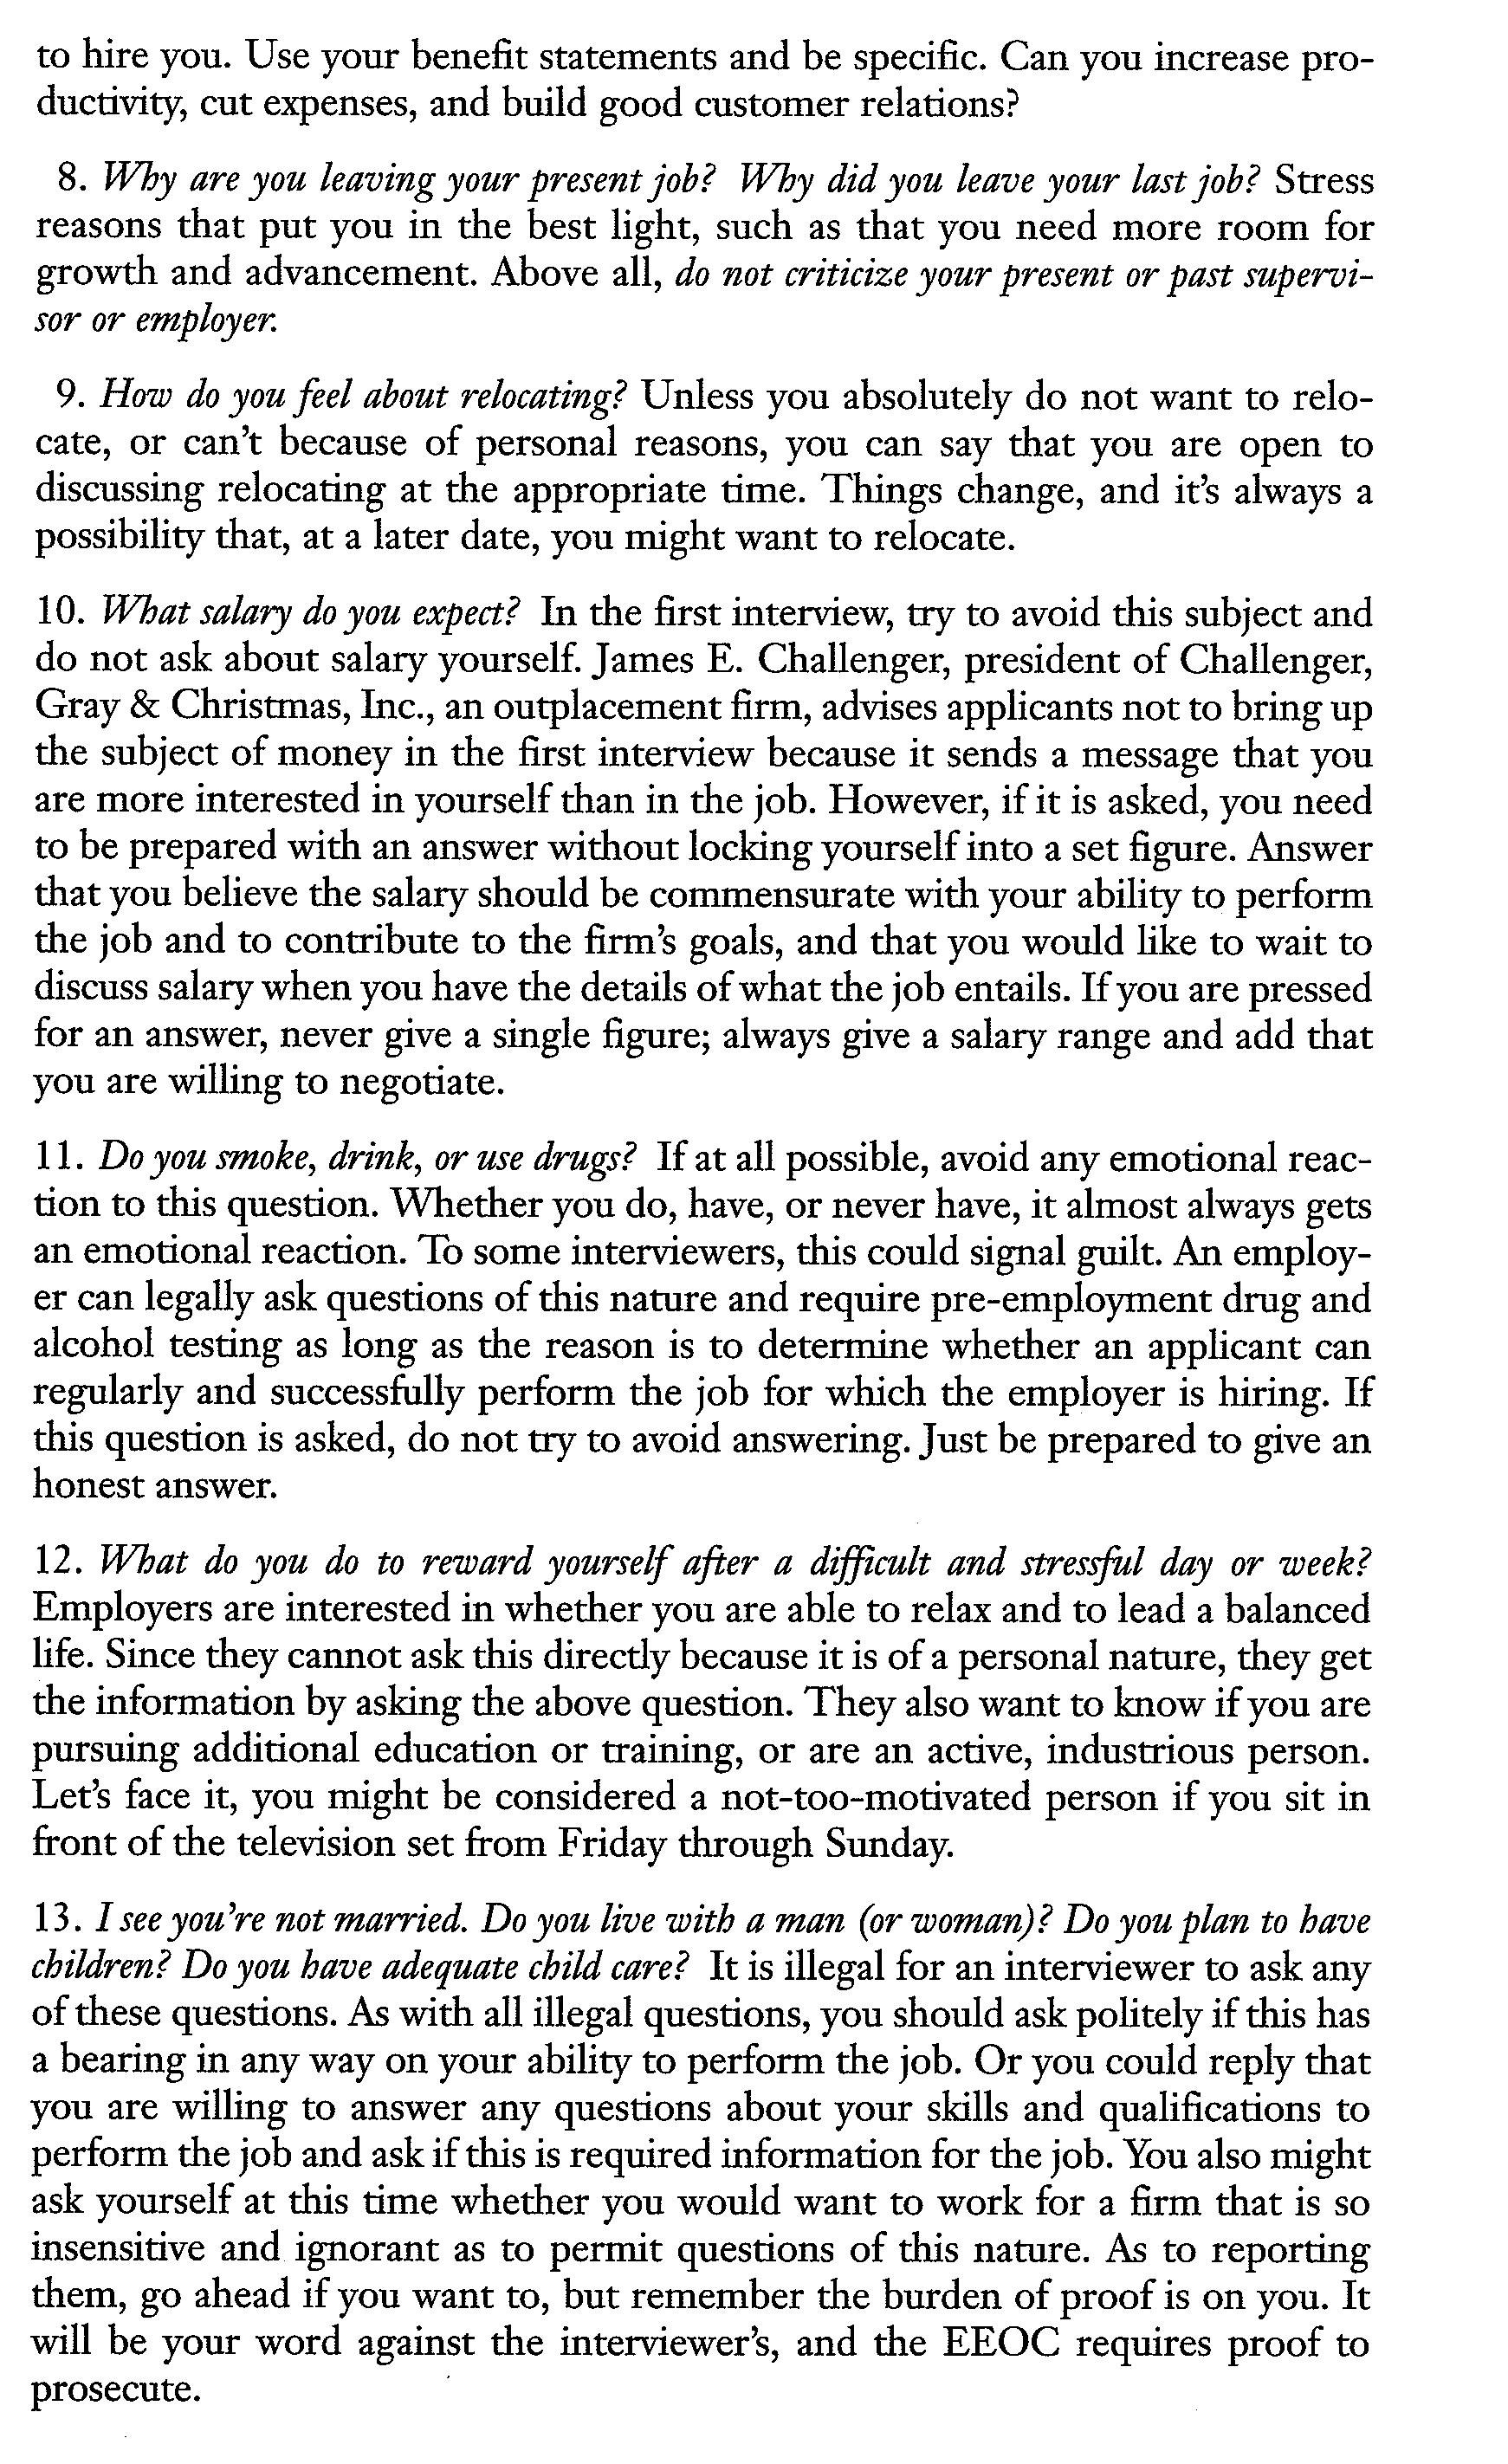 to hire you. Use your benefit statements and be specific. Can you increase pro-
ductivity, cut expenses, and build good customer relations?
8. Why are you leaving your present job? Why did you leave your last job? Stress
reasons that put you in the best light, such as that you need more room for
growth and advancement. Above all, do not criticize your present or past supervi-
sor or employer.
9. How do you feel about relocating? Unless you absolutely do not want to relo-
cate, or can't because of personal reasons, you can say that you are open to
discussing relocating at the appropriate time. Things change, and it's always a
possibility that, at a later date, you might want to relocate.
10. What salary do you expect? In the first interview, try to avoid this subject and
do not ask about salary yourself. James E. Challenger, president of Challenger,
Gray & Christmas, Inc., an outplacement firm, advises applicants not to bring up
the subject of money in the first interview because it sends a message that you
are more interested in yourself than in the job. However, if it is asked, you need
to be prepared with an answer without locking yourself into a set figure. Answer
that you believe the salary should be commensurate with your ability to perform
the job and to contribute to the firm's goals, and that you would like to wait to
discuss salary when you have the details of what the job entails. If you are pressed
for an answer, never give a single figure; always give a salary range and add that
you are willing to negotiate.
11. Do you smoke, drink, or use drugs? If at all possible, avoid any emotional reac-
tion to this question. Whether you do, have, or never have, it almost always gets
an emotional reaction. To some interviewers, this could signal guilt. An employ-
er can legally ask questions of this nature and require pre-employment drug and
alcohol testing as long as the reason is to determine whether an applicant can
regularly and successfully perform the job for which the employer is hiring. If
this question is asked, do not try to avoid answering. Just be prepared to give an
honest answer.
12. What do you do to reward yourself after a difficult and stressful day or week?
Employers are interested in whether you are able to relax and to lead a balanced
life. Since they cannot ask this directly because it is of a personal nature, they get
the information by asking the above question. They also want to know if you are
pursuing additional education or training, or are an active, industrious person.
Let's face it, you might be considered a not-too-motivated person if you sit in
front of the television set from Friday through Sunday.
13. I see you're not married. Do you live with a man (or woman)? Do you plan to have
children? Do you have adequate child care? It is illegal for an interviewer to ask any
of these questions. As with all illegal questions, you should ask politely if this has
a bearing in any way on your ability to perform the job. Or you could reply that
you are willing to answer any questions about your skills and qualifications to
perform the job and ask if this is required information for the job. You also might
ask yourself at this time whether you would want to work for a firm that is so
insensitive and ignorant as to permit questions of this nature. As to reporting
them, go ahead if you want to, but remember the burden of proof is on you. It
will be your word against the interviewer's, and the EEOC requires proof to
prosecute.